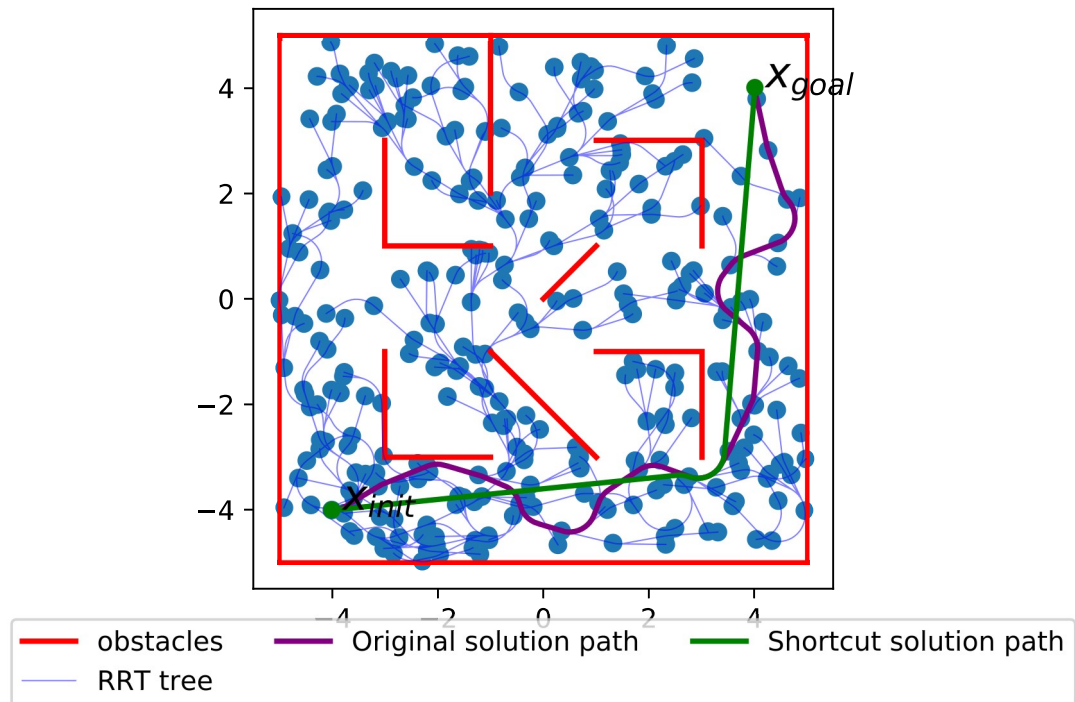 x_goal
4
2
0
−2
−4
x_init
−4 −2 0 2 4
obstacles Original solution path Shortcut solution path
RRT tree